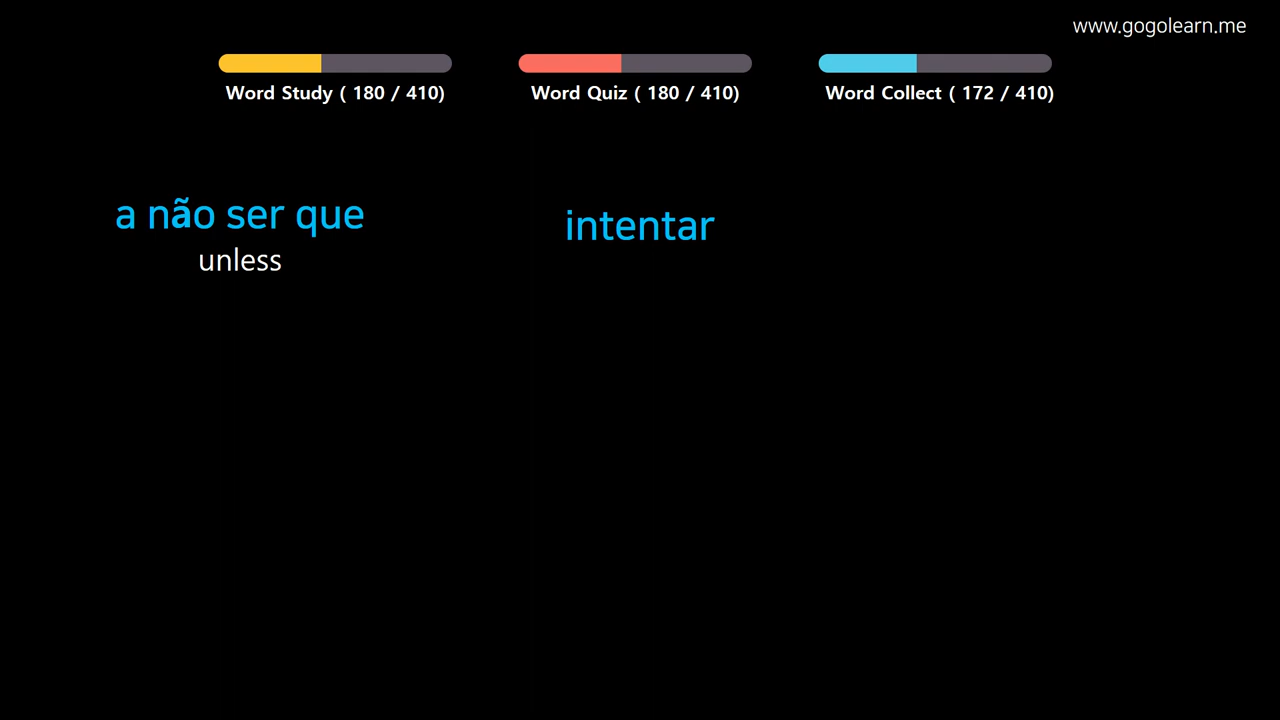 www.gogolearn.me
Word Study ( 180 / 410)
Word Quiz ( 180 / 410)
Word Collect ( 172 / 410)
a não ser que
unless
intentar